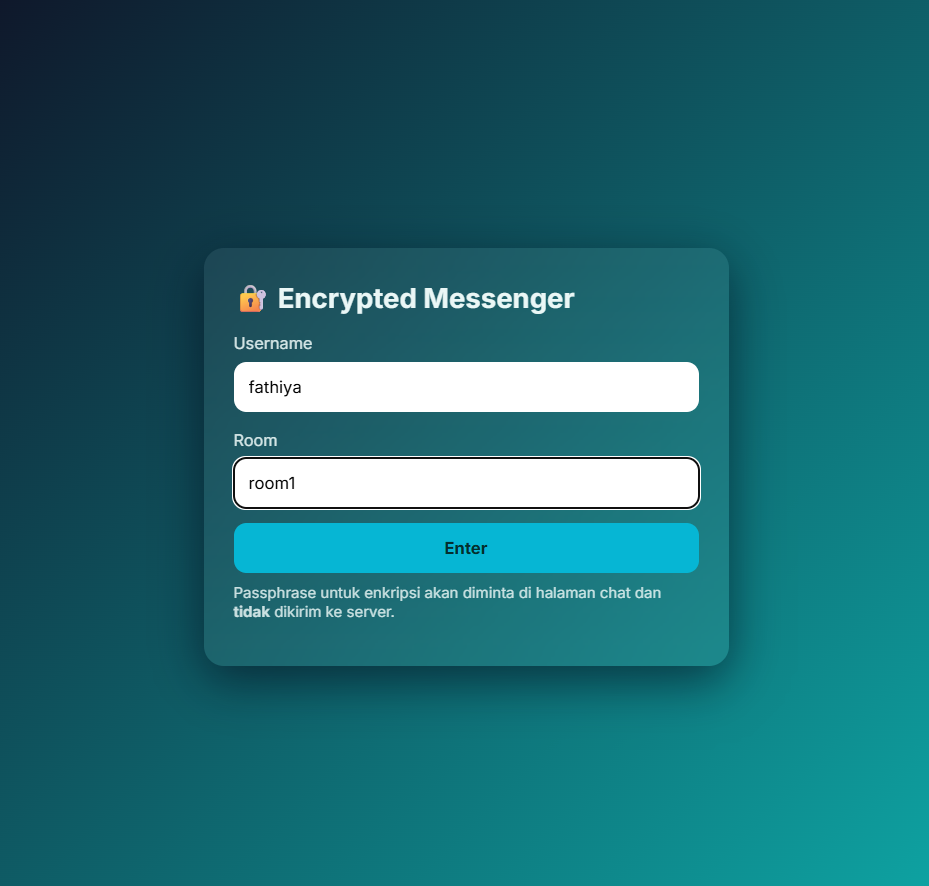 Encrypted Messenger
Username
fathiya
Room
room1
Enter
Passphrase untuk enkripsi akan diminta di halaman chat dan
tidak dikirim ke server.